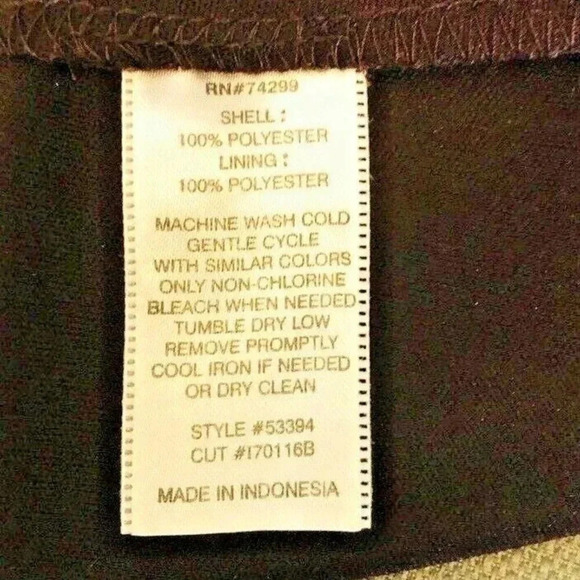 RN#74299
SHELL:
100% POLYESTER
LINING:
100% POLYESTER
MACHINE WASH COLD
GENTLE CYCLE
WITH SIMILAR COLORS
ONLY NON-CHLORINE
BLEACH WHEN NEEDED
TUMBLE DRY LOW
REMOVE PROMPTLY
COOL IRON IF NEEDED
OR DRY CLEAN
STYLE #53394
CUT #I70116B
MADE IN INDONESIA